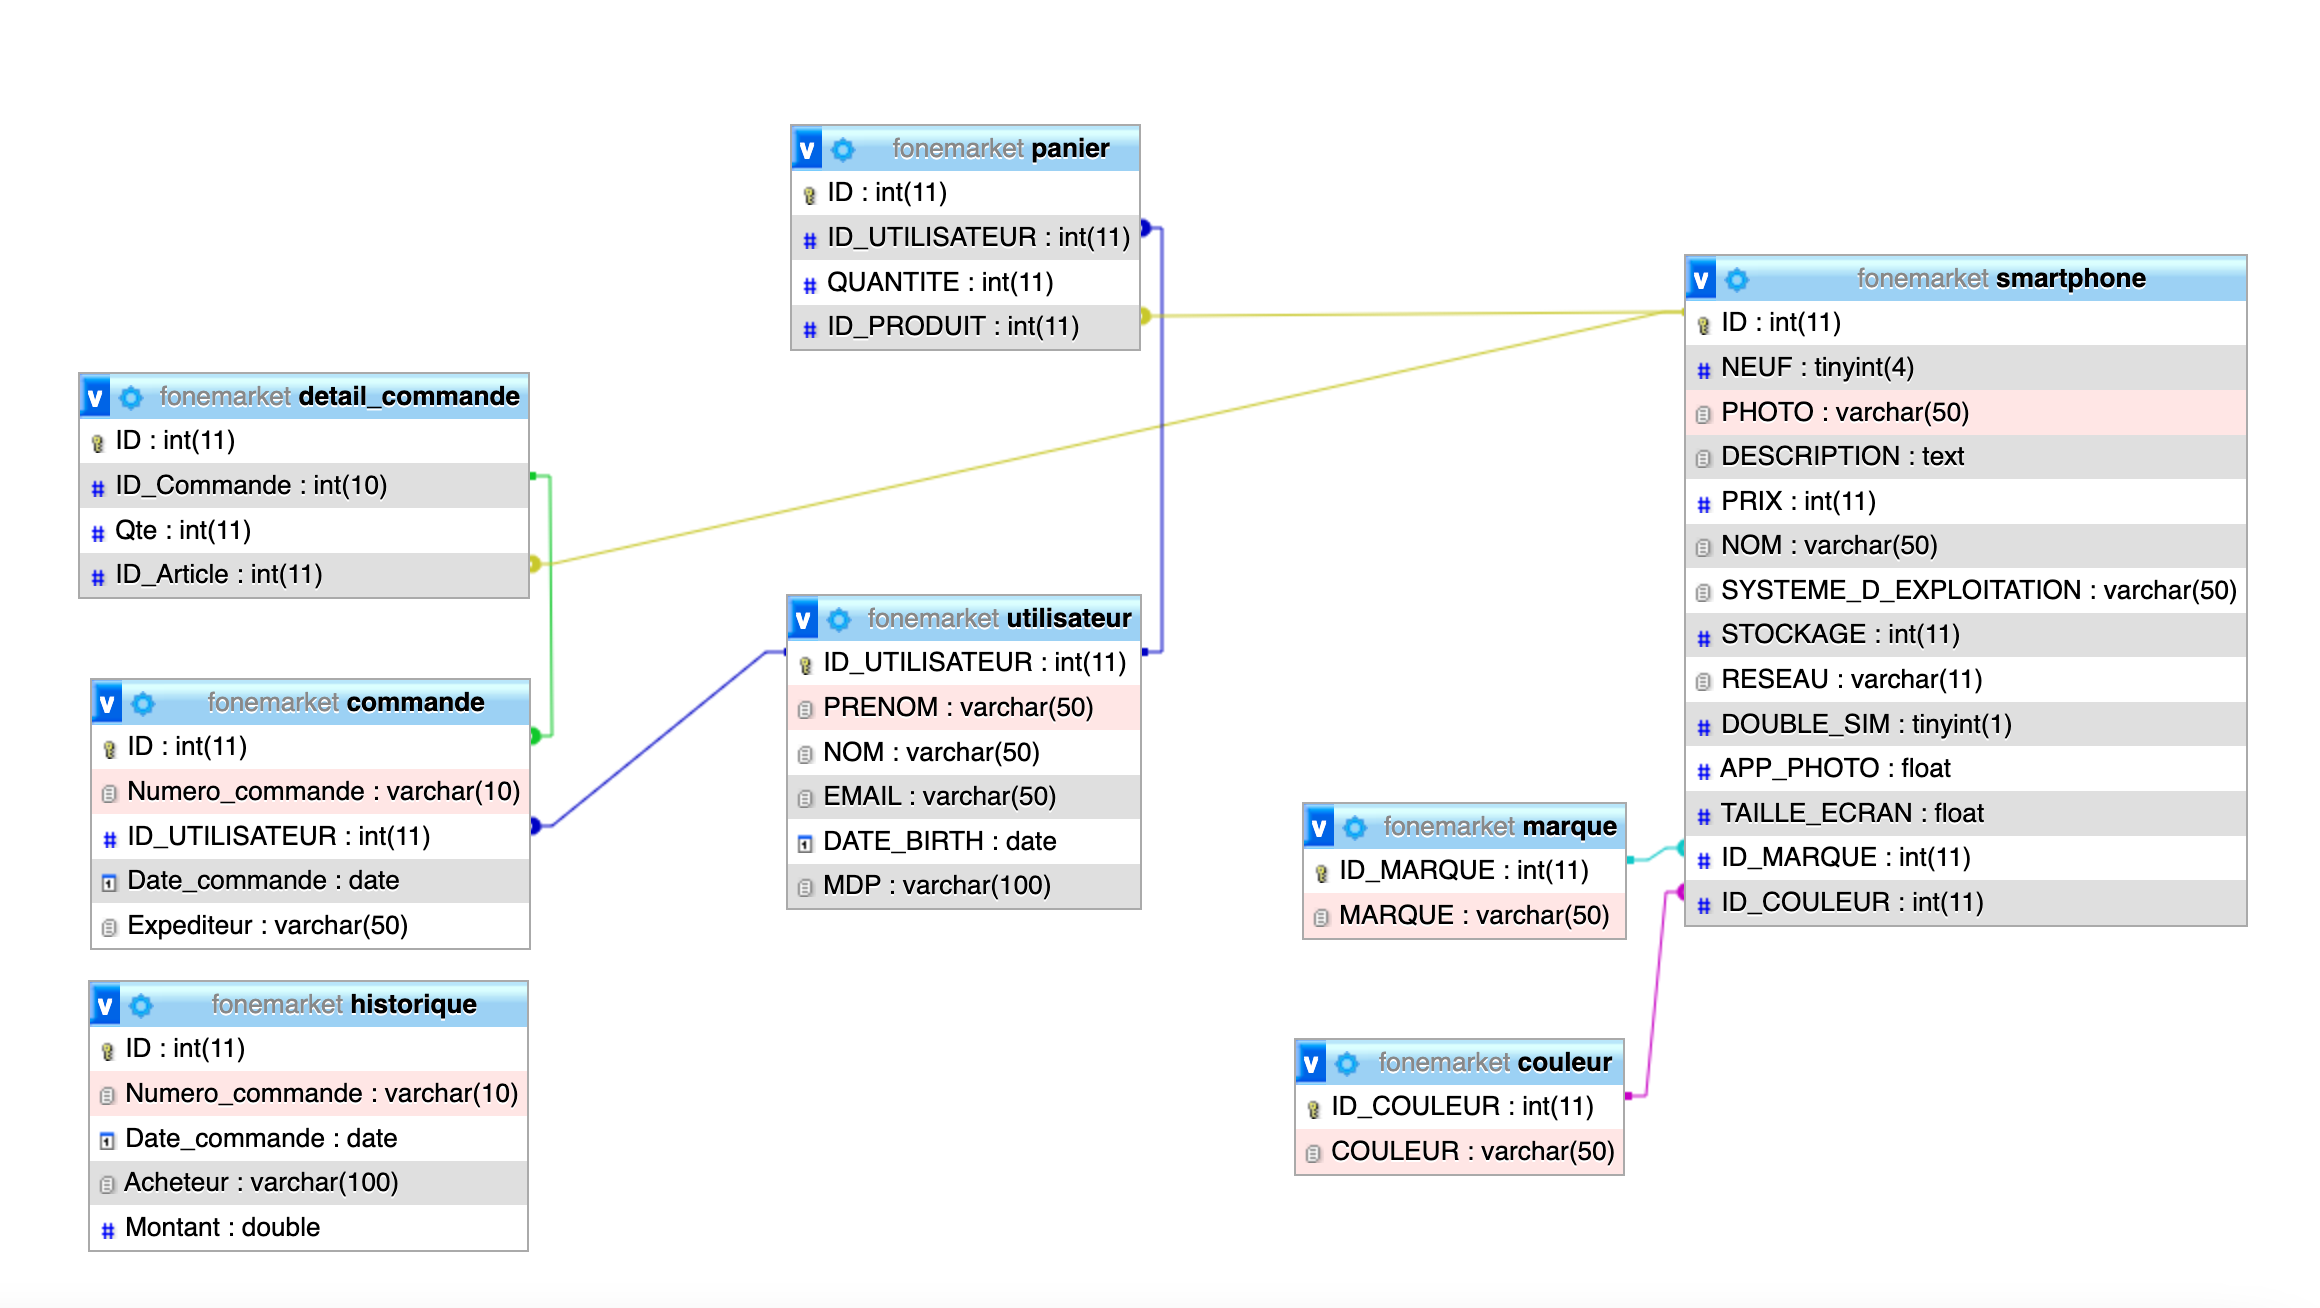 fonemarket panier
ID : int(11)
ID_UTILISATEUR : int(11)
QUANTITE : int(11)
ID_PRODUIT : int(11)
fonemarket smartphone
ID : int(11)
NEUF : tinyint(4)
PHOTO : varchar(50)
DESCRIPTION : text
PRIX : int(11)
NOM : varchar(50)
SYSTEME_D_EXPLOITATION : varchar(50)
STOCKAGE : int(11)
RESEAU : varchar(11)
DOUBLE_SIM : tinyint(1)
APP_PHOTO : float
TAILLE_ECRAN : float
ID_MARQUE : int(11)
ID_COULEUR : int(11)
fonemarket detail_commande
ID : int(11)
ID_Commande : int(10)
Qte : int(11)
ID_Article : int(11)
fonemarket utilisateur
ID_UTILISATEUR : int(11)
PRENOM : varchar(50)
NOM : varchar(50)
EMAIL : varchar(50)
DATE_BIRTH : date
MDP : varchar(100)
fonemarket commande
ID : int(11)
Numero_commande : varchar(10)
ID_UTILISATEUR : int(11)
Date_commande : date
Expediteur : varchar(50)
fonemarket marque
ID_MARQUE : int(11)
MARQUE : varchar(50)
fonemarket historique
ID : int(11)
Numero_commande : varchar(10)
Date_commande : date
Acheteur : varchar(100)
Montant : double
fonemarket couleur
ID_COULEUR : int(11)
COULEUR : varchar(50)